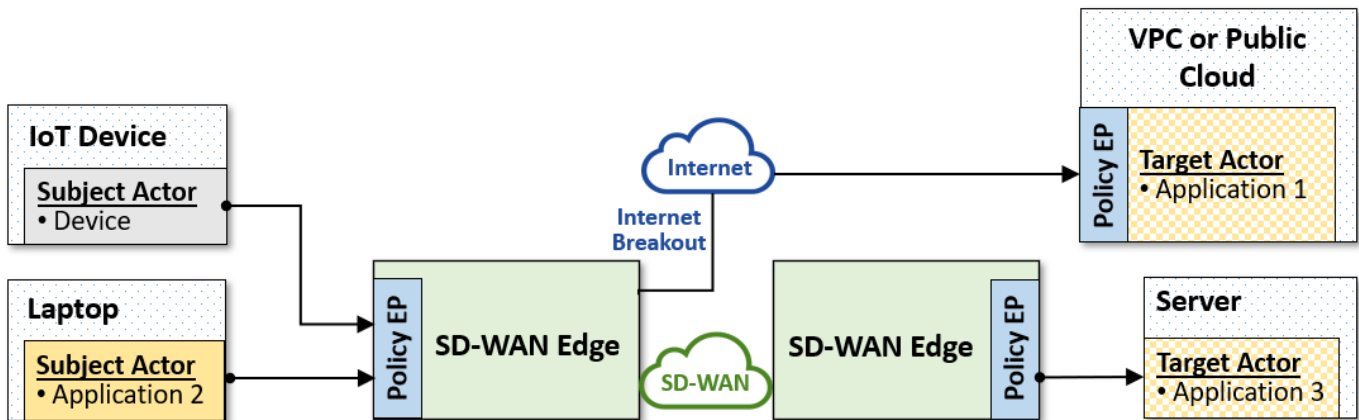 IoT Device
Subject Actor
• Device
Laptop
Subject Actor
• Application 2
Policy EP
SD-WAN Edge
Internet
Internet
Breakout
SD-WAN
SD-WAN Edge
Policy EP
VPC or Public
Cloud
Policy EP
Target Actor
• Application 1
Server
Target Actor
• Application 3